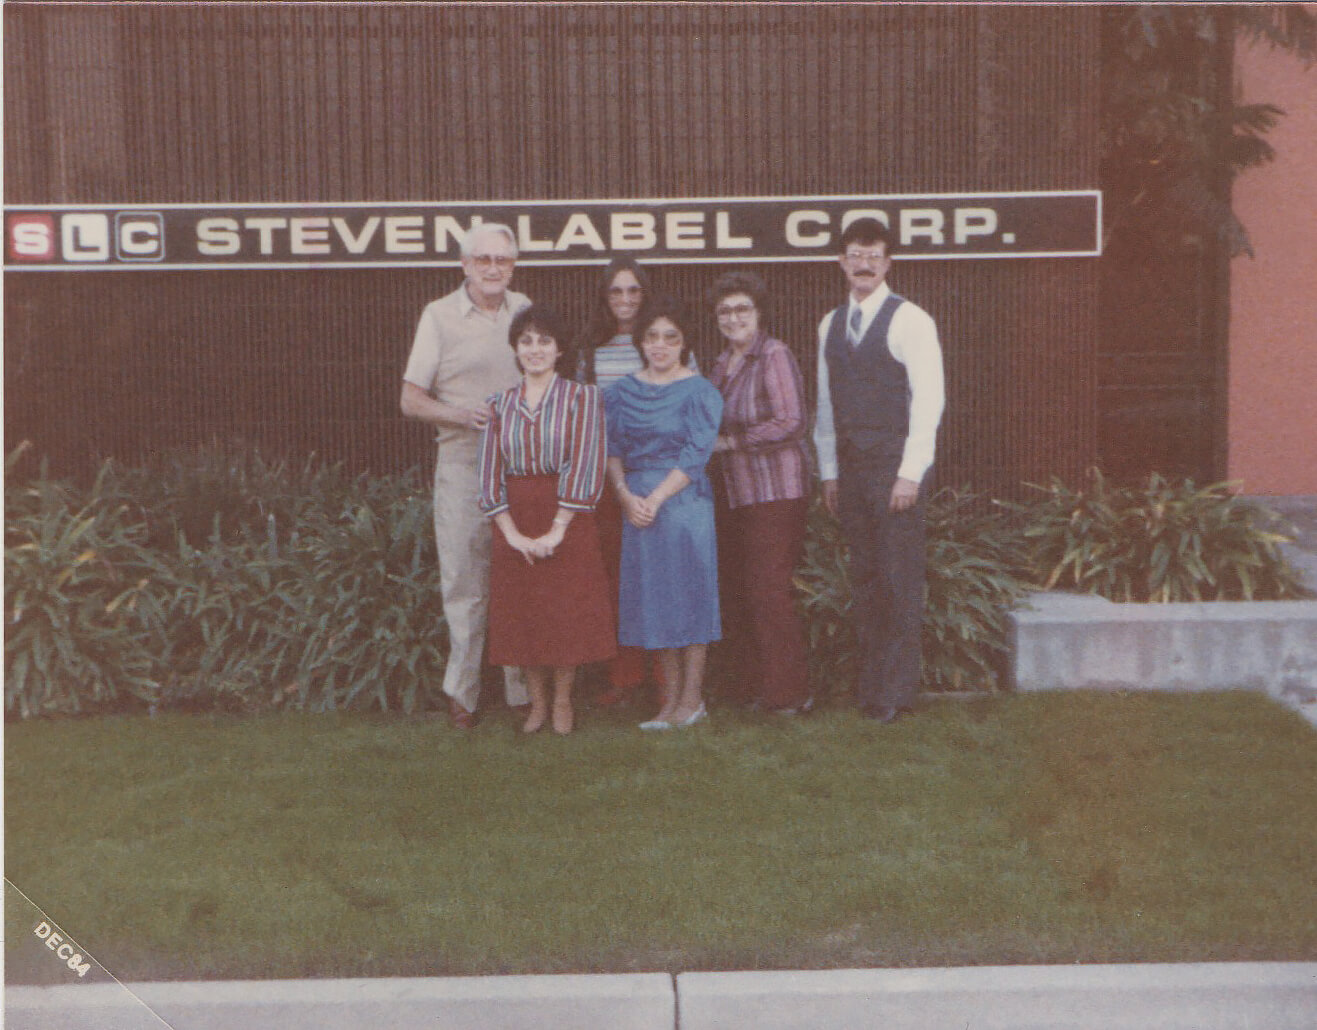 SLC STEVEN LABEL CORP.
DEC84